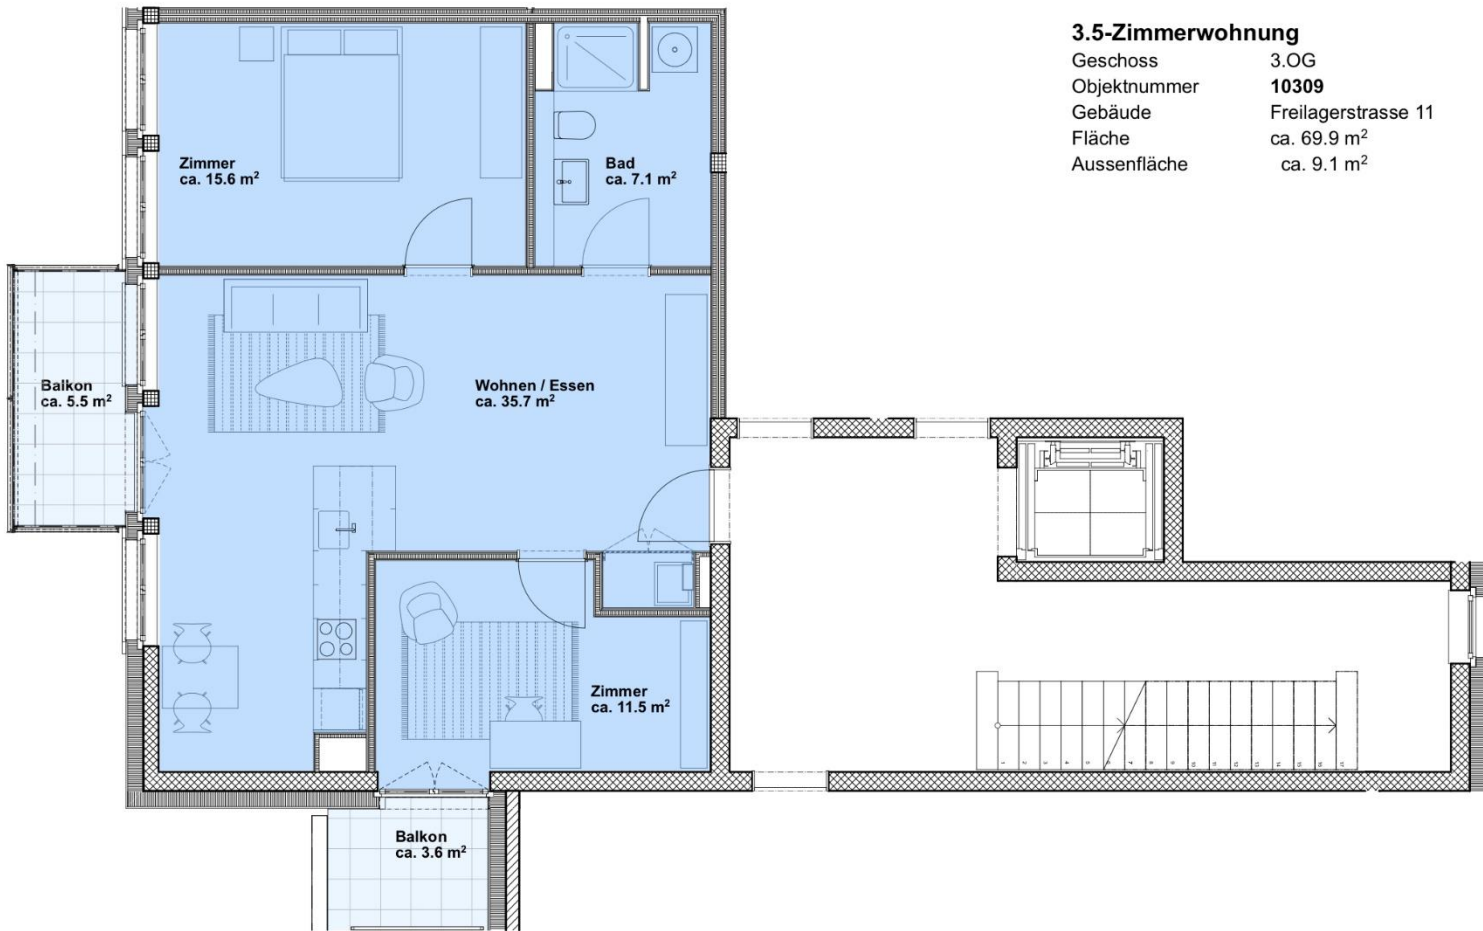 3.5-Zimmerwohnung
Geschoss 3.OG
Objektnummer 10309
Gebäude Freilagerstrasse 11
Fläche ca. 69.9 m²
Aussenfläche ca. 9.1 m²
Zimmer
ca. 15.6 m²
Bad
ca. 7.1 m²
Balkon
ca. 5.5 m²
Wohnen / Essen
ca. 35.7 m²
Zimmer
ca. 11.5 m²
Balkon
ca. 3.6 m²